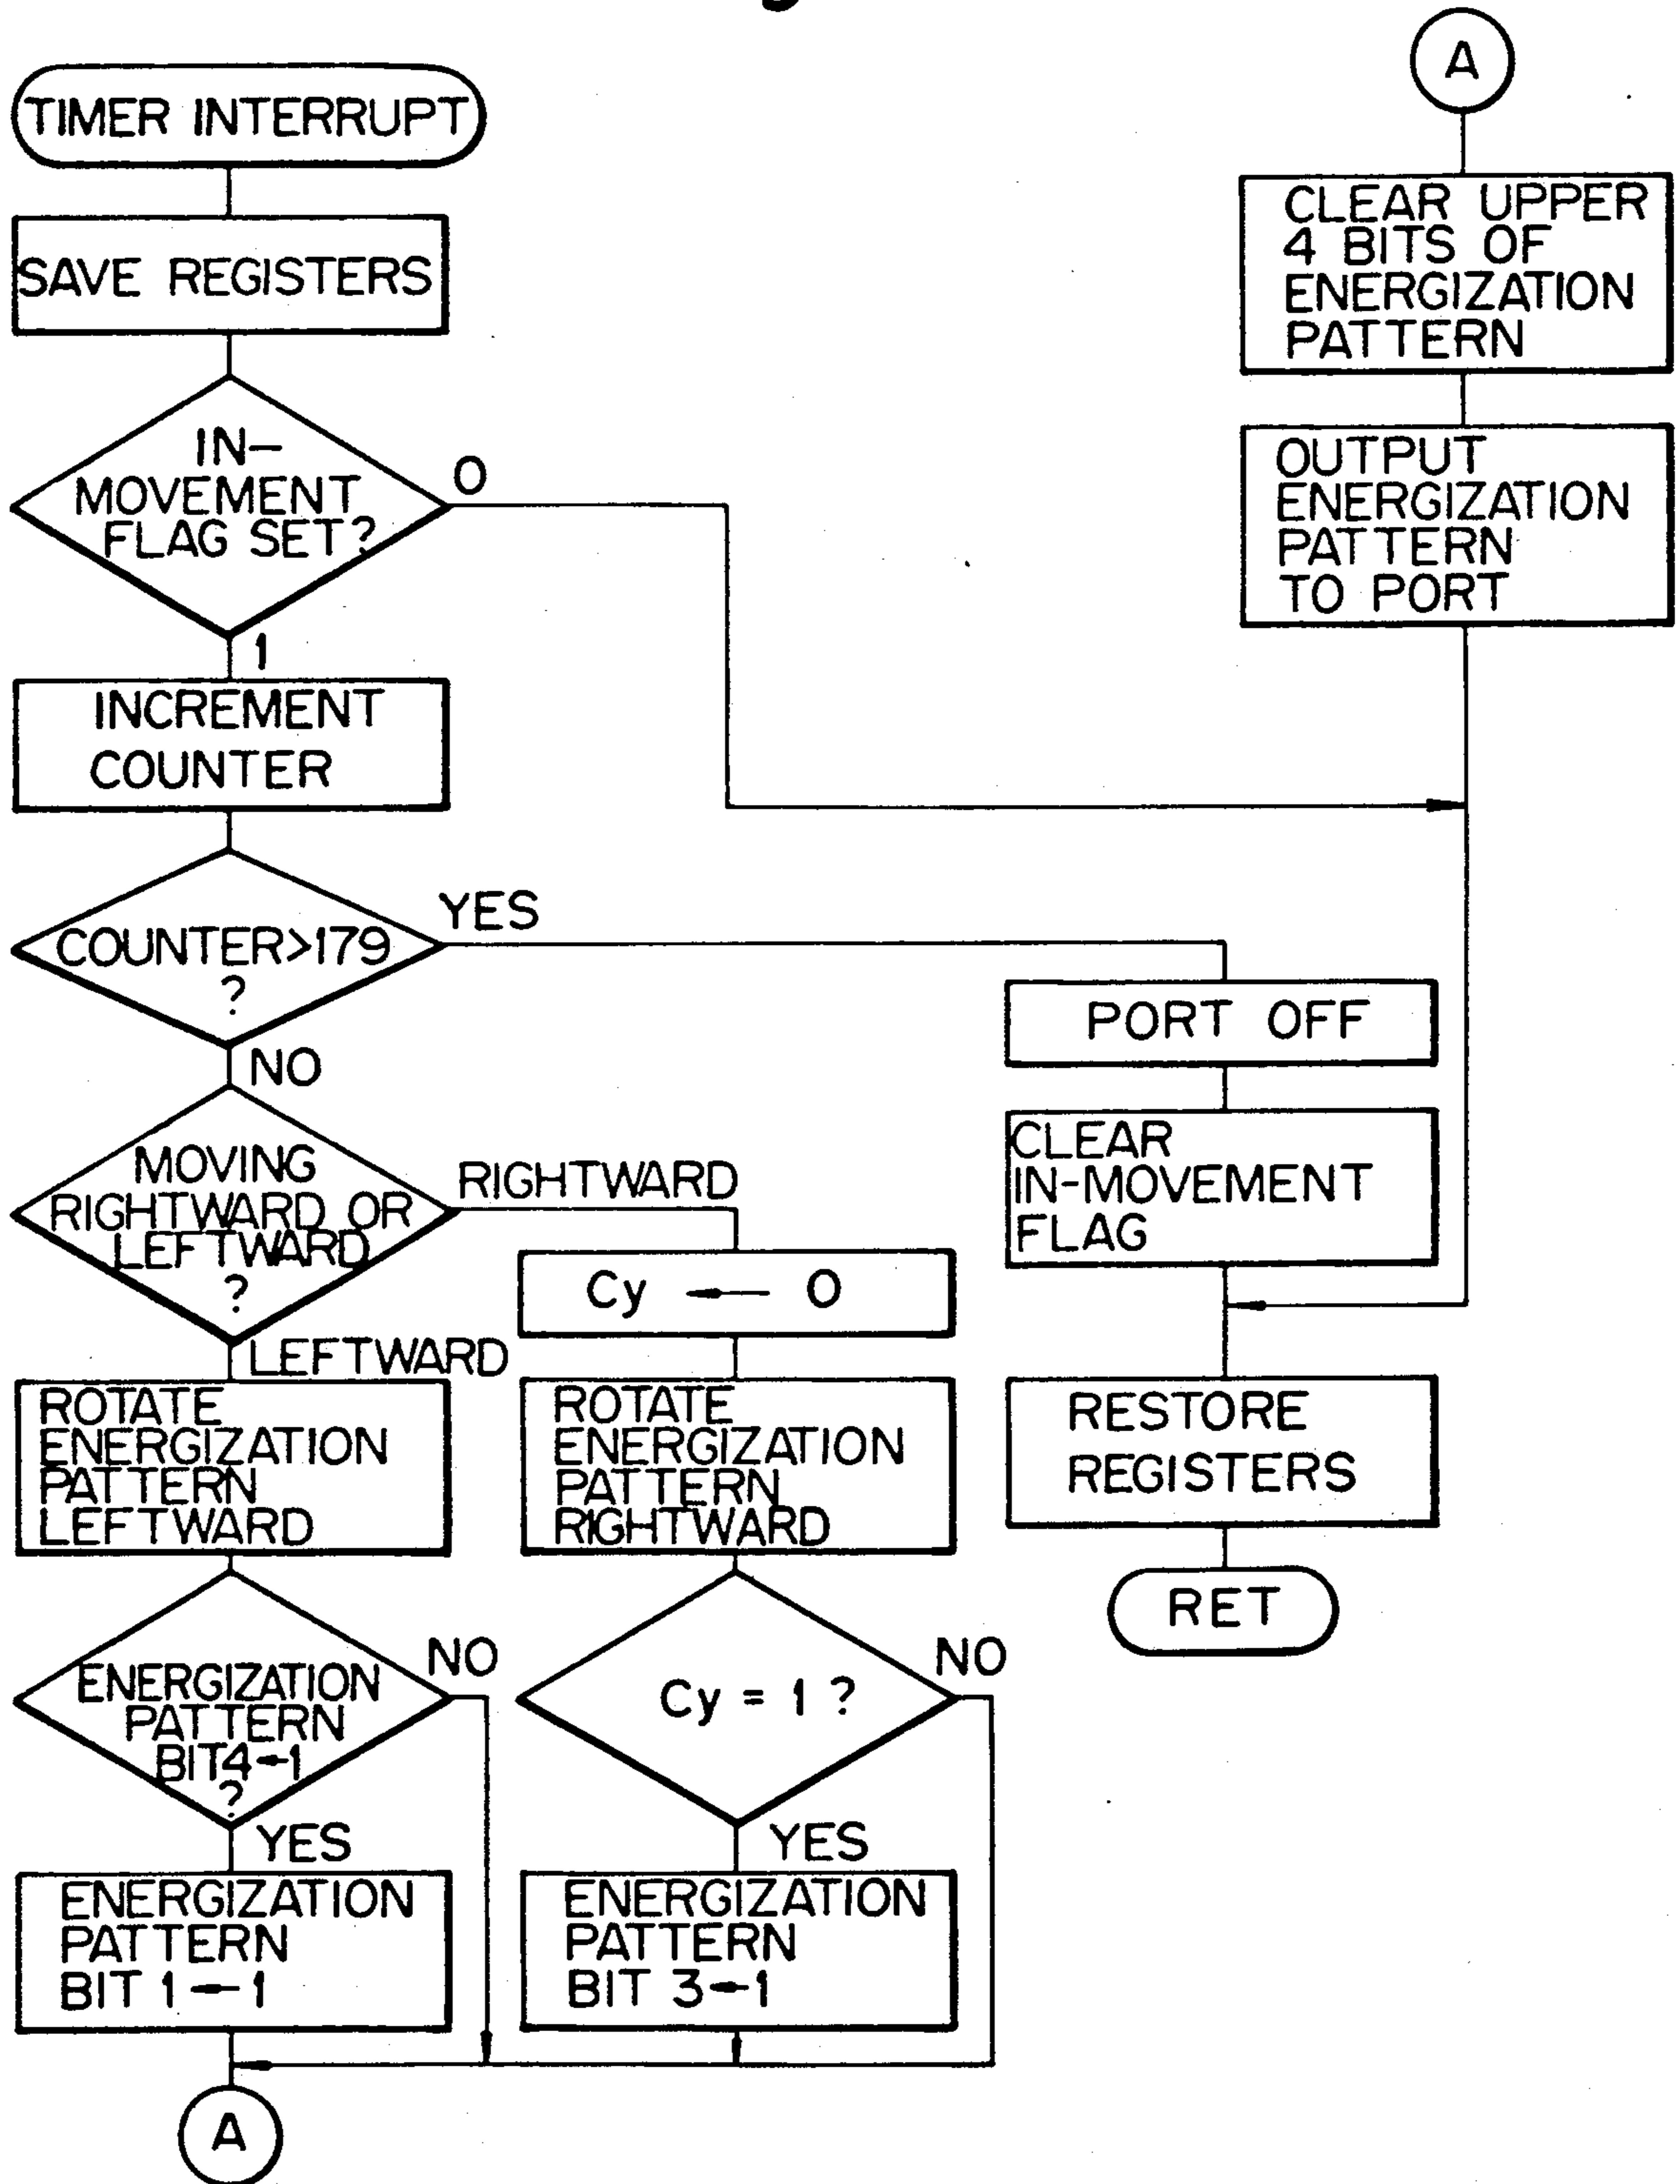 TIMER INTERRUPT
SAVE REGISTERS
IN-
MOVEMENT
FLAG SET?
0
1
INCREMENT
COUNTER
COUNTER>179
?
YES
NO
MOVING
RIGHTWARD OR
LEFTWARD
?
RIGHTWARD
LEFTWARD
ROTATE
ENERGIZATION
PATTERN
LEFTWARD
ENERGIZATION
PATTERN
BIT4←1
?
NO
YES
ENERGIZATION
PATTERN
BIT 1←1
A
Cy ← 0
ROTATE
ENERGIZATION
PATTERN
RIGHTWARD
Cy = 1 ?
NO
YES
ENERGIZATION
PATTERN
BIT 3←1
A
CLEAR UPPER
4 BITS OF
ENERGIZATION
PATTERN
OUTPUT
ENERGIZATION
PATTERN
TO PORT
PORT OFF
CLEAR
IN-MOVEMENT
FLAG
RESTORE
REGISTERS
RET